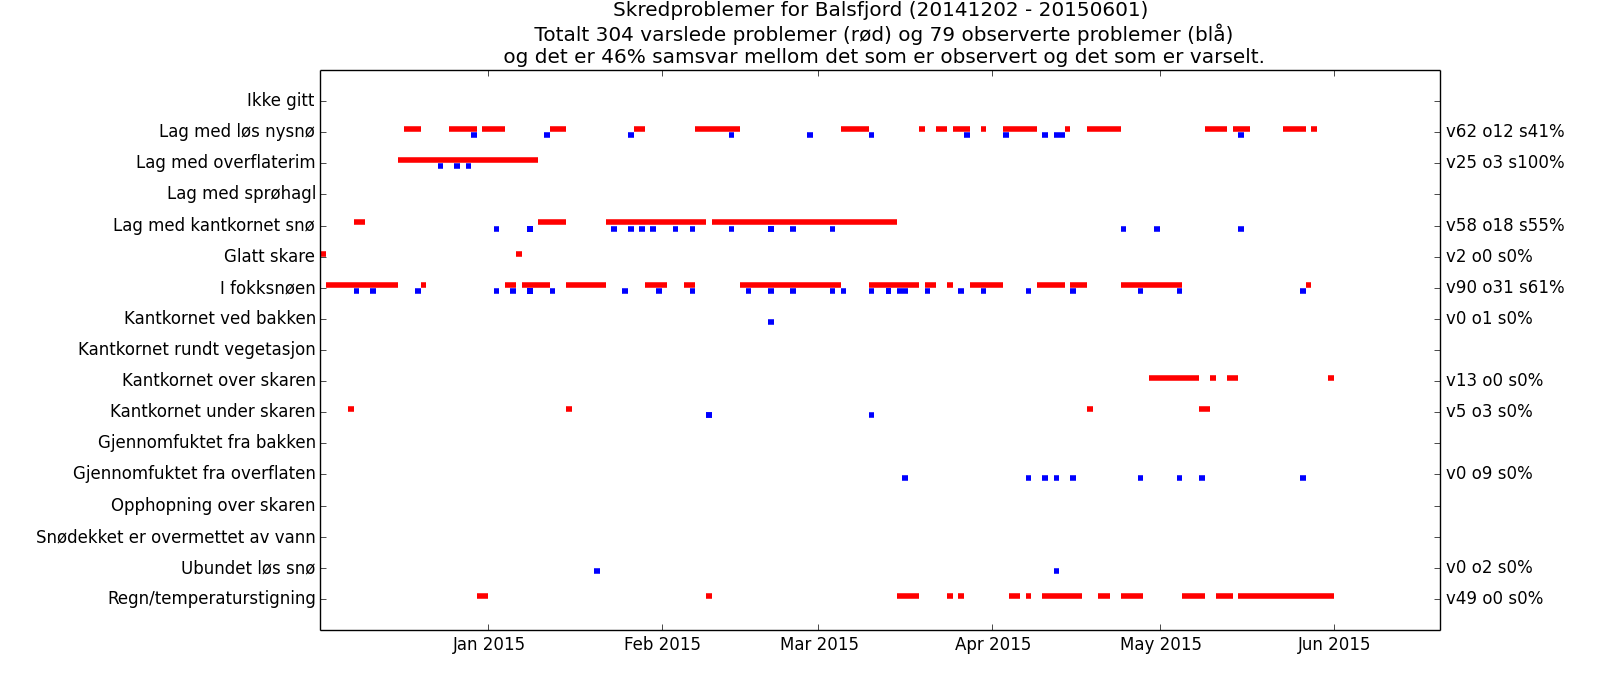 Skredproblemer for Balsfjord (20141202 - 20150601)
Totalt 304 varslede problemer (rød) og 79 observerte problemer (blå)
og det er 46% samsvar mellom det som er observert og det som er varselt.
Ikke gitt
Lag med løs nysnø v62 o12 s41%
Lag med overflaterim v25 o3 s100%
Lag med sprøhagl
Lag med kantkornet snø v58 o18 s55%
Glatt skare v2 o0 s0%
I fokksnøen v90 o31 s61%
Kantkornet ved bakken v0 o1 s0%
Kantkornet rundt vegetasjon
Kantkornet over skaren v13 o0 s0%
Kantkornet under skaren v5 o3 s0%
Gjennomfuktet fra bakken
Gjennomfuktet fra overflaten v0 o9 s0%
Opphopning over skaren
Snødekket er overmettet av vann
Ubundet løs snø v0 o2 s0%
Regn/temperaturstigning v49 o0 s0%
Jan 2015 Feb 2015 Mar 2015 Apr 2015 May 2015 Jun 2015